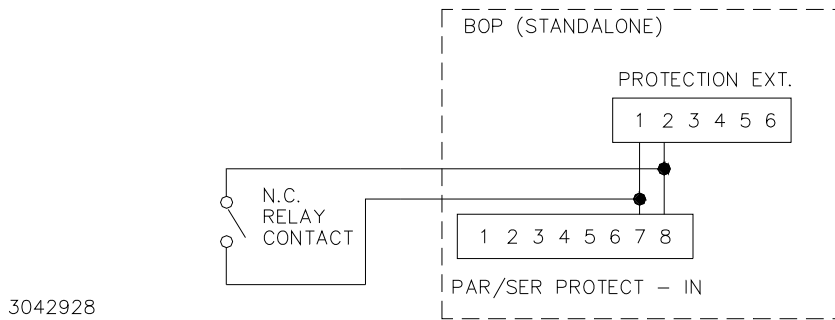 BOP (STANDALONE)
PROTECTION EXT.
1 2 3 4 5 6
N.C.
RELAY
CONTACT
1 2 3 4 5 6 7 8
PAR/SER PROTECT – IN
3042928